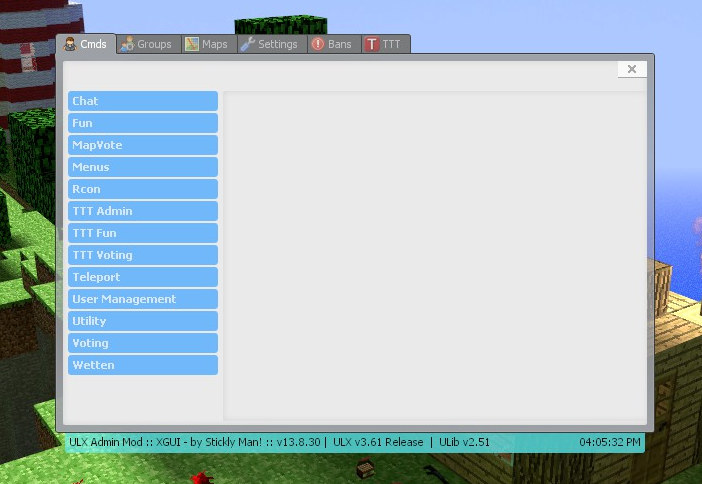 Cmds Groups Maps Settings Bans TTT
Chat
Fun
MapVote
Menus
Rcon
TTT Admin
TTT Fun
TTT Voting
Teleport
User Management
Utility
Voting
Wetten
ULX Admin Mod :: XGUI - by Stickly Man! :: v13.8.30 | ULX v3.61 Release | ULib v2.51 04:05:32 PM